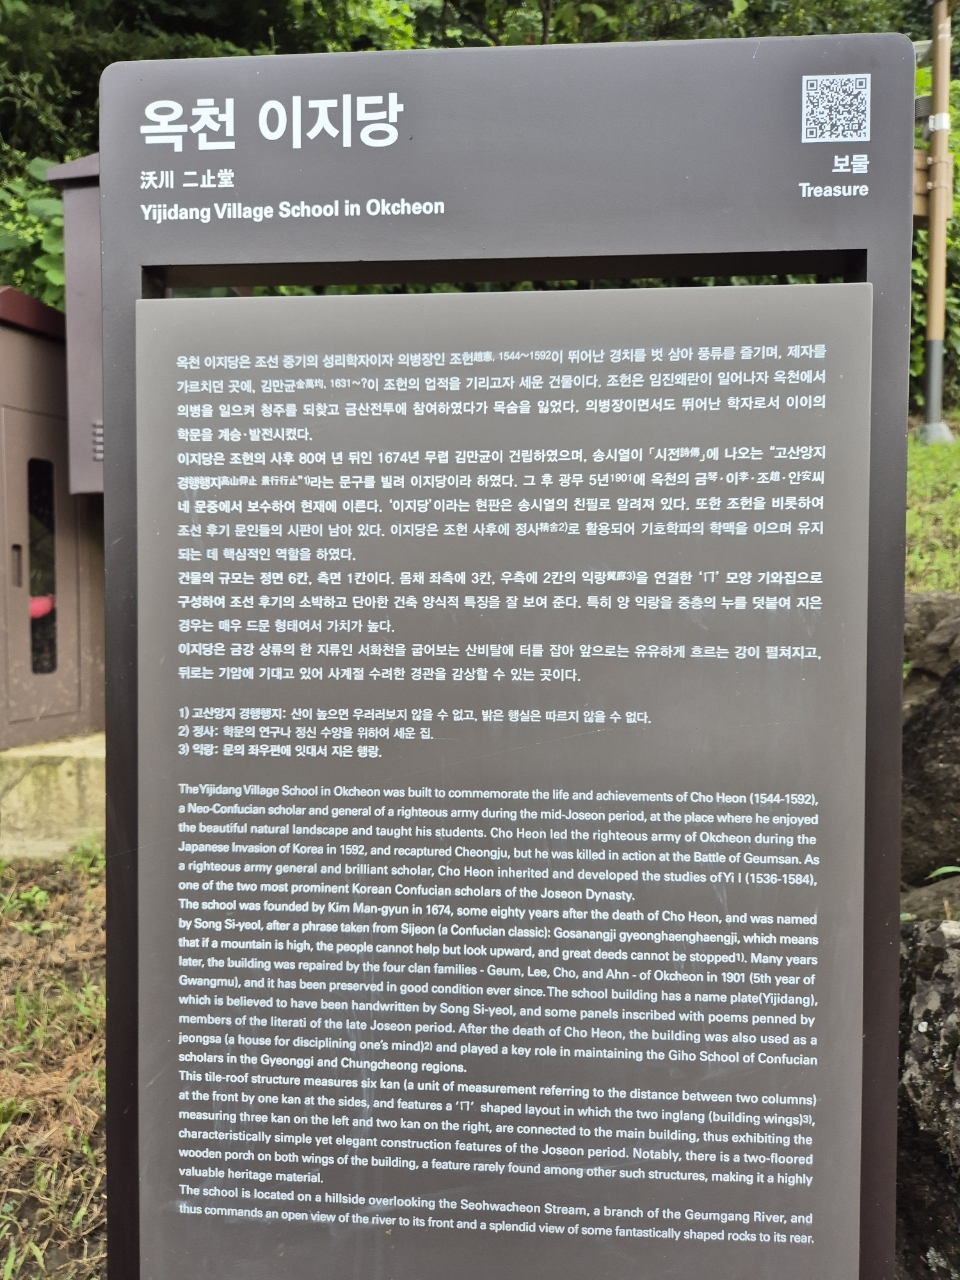 옥천 이지당
沃川 二止堂
Yijidang Village School in Okcheon
보물
Treasure
옥천 이지당은 조선 중기의 성리학자이자 의병장인 조헌趙憲, 1544~1592이 뛰어난 경치를 벗 삼아 풍류를 즐기며, 제자를
가르치던 곳에, 김만균金萬均, 1631~?이 조헌의 업적을 기리고자 세운 건물이다. 조헌은 임진왜란이 일어나자 옥천에서
의병을 일으켜 청주를 되찾고 금산전투에 참여하였다가 목숨을 잃었다. 의병장이면서도 뛰어난 학자로서 이이의
학문을 계승·발전시켰다.
이지당은 조헌의 사후 80여 년 뒤인 1674년 무렵 김만균이 건립하였으며, 송시열이 「시전詩傳」에 나오는 “고산앙지
경행행지高山仰止 景行行止”1)라는 문구를 빌려 이지당이라 하였다. 그 후 광무 5년1901에 옥천의 금琴·이李·조趙·안安씨
네 문중에서 보수하여 현재에 이른다. ‘이지당’이라는 현판은 송시열의 친필로 알려져 있다. 또한 조헌을 비롯하여
조선 후기 문인들의 시판이 남아 있다. 이지당은 조헌 사후에 정사精舍2)로 활용되어 기호학파의 학맥을 이으며 유지
되는 데 핵심적인 역할을 하였다.
건물의 규모는 정면 6칸, 측면 1칸이다. 몸채 좌측에 3칸, 우측에 2칸의 익랑翼廊3)을 연결한 ‘ㄇ’ 모양 기와집으로
구성하여 조선 후기의 소박하고 단아한 건축 양식적 특징을 잘 보여 준다. 특히 양 익랑을 중층의 누를 덧붙여 지은
경우는 매우 드문 형태여서 가치가 높다.
이지당은 금강 상류의 한 지류인 서화천을 굽어보는 산비탈에 터를 잡아 앞으로는 유유하게 흐르는 강이 펼쳐지고,
뒤로는 기암에 기대고 있어 사계절 수려한 경관을 감상할 수 있는 곳이다.
1) 고산앙지 경행행지: 산이 높으면 우러러보지 않을 수 없고, 밝은 행실은 따르지 않을 수 없다.
2) 정사: 학문의 연구나 정신 수양을 위하여 세운 집.
3) 익랑: 문의 좌우편에 잇대서 지은 행랑.
The Yijidang Village School in Okcheon was built to commemorate the life and achievements of Cho Heon (1544-1592),
a Neo-Confucian scholar and general of a righteous army during the mid-Joseon period, at the place where he enjoyed
the beautiful natural landscape and taught his students. Cho Heon led the righteous army of Okcheon during the
Japanese Invasion of Korea in 1592, and recaptured Cheongju, but he was killed in action at the Battle of Geumsan. As
a righteous army general and brilliant scholar, Cho Heon inherited and developed the studies of Yi I (1536-1584),
one of the two most prominent Korean Confucian scholars of the Joseon Dynasty.
The school was founded by Kim Man-gyun in 1674, some eighty years after the death of Cho Heon, and was named
by Song Si-yeol, after a phrase taken from Sijeon (a Confucian classic): Gosanangji gyeonghaenghaengji, which means
that if a mountain is high, the people cannot help but look upward, and great deeds cannot be stopped1). Many years
later, the building was repaired by the four clan families - Geum, Lee, Cho, and Ahn - of Okcheon in 1901 (5th year of
Gwangmu), and it has been preserved in good condition ever since. The school building has a name plate(Yijidang),
which is believed to have been handwritten by Song Si-yeol, and some panels inscribed with poems penned by
members of the literati of the late Joseon period. After the death of Cho Heon, the building was also used as a
jeongsa (a house for disciplining one's mind)2) and played a key role in maintaining the Giho School of Confucian
scholars in the Gyeonggi and Chungcheong regions.
This tile-roof structure measures six kan (a unit of measurement referring to the distance between two columns)
at the front by one kan at the sides, and features a ‘ㄇ’ shaped layout in which the two inglang (building wings)3),
measuring three kan on the left and two kan on the right, are connected to the main building, thus exhibiting the
characteristically simple yet elegant construction features of the Joseon period. Notably, there is a two-floored
wooden porch on both wings of the building, a feature rarely found among other such structures, making it a highly
valuable heritage material.
The school is located on a hillside overlooking the Seohwacheon Stream, a branch of the Geumgang River, and
thus commands an open view of the river to its front and a splendid view of some fantastically shaped rocks to its rear.